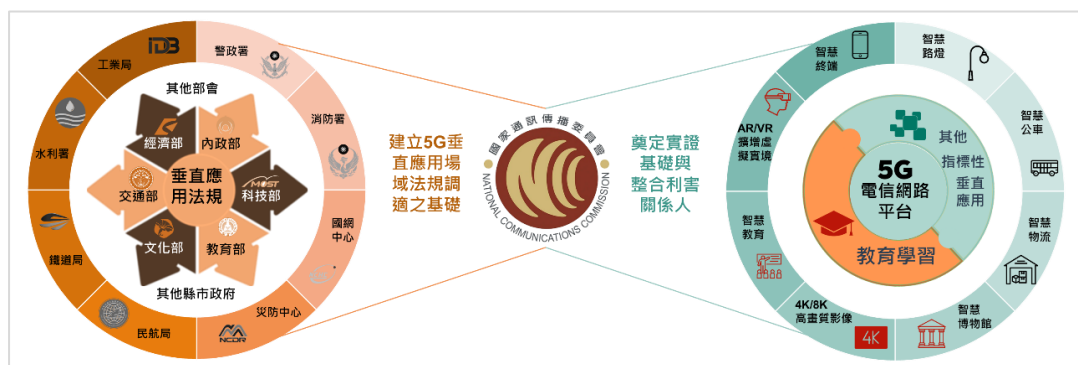 工業局
IDB
警政署
消防署
國網
中心
災防中心
NCDR
民航局
鐵道局
水利署
其他部會
經濟部
內政部
交通部
垂直應
用法規
MOST
科技部
文化部
教育部
其他縣市政府
建立5G垂
直應用場
域法規調
適之基礎
國家通訊傳播委員會
NATIONAL COMMUNICATIONS COMMISSION
奠定實證
基礎與
整合利害
關係人
智慧
終端
智慧
路燈
智慧
公車
智慧
物流
智慧
博物館
4K/8K
高畫質影像
4K
智慧
教育
AR/VR
擴增虛
擬實境
其他
指標性
垂直
應用
5G
電信網路
平台
教育學習